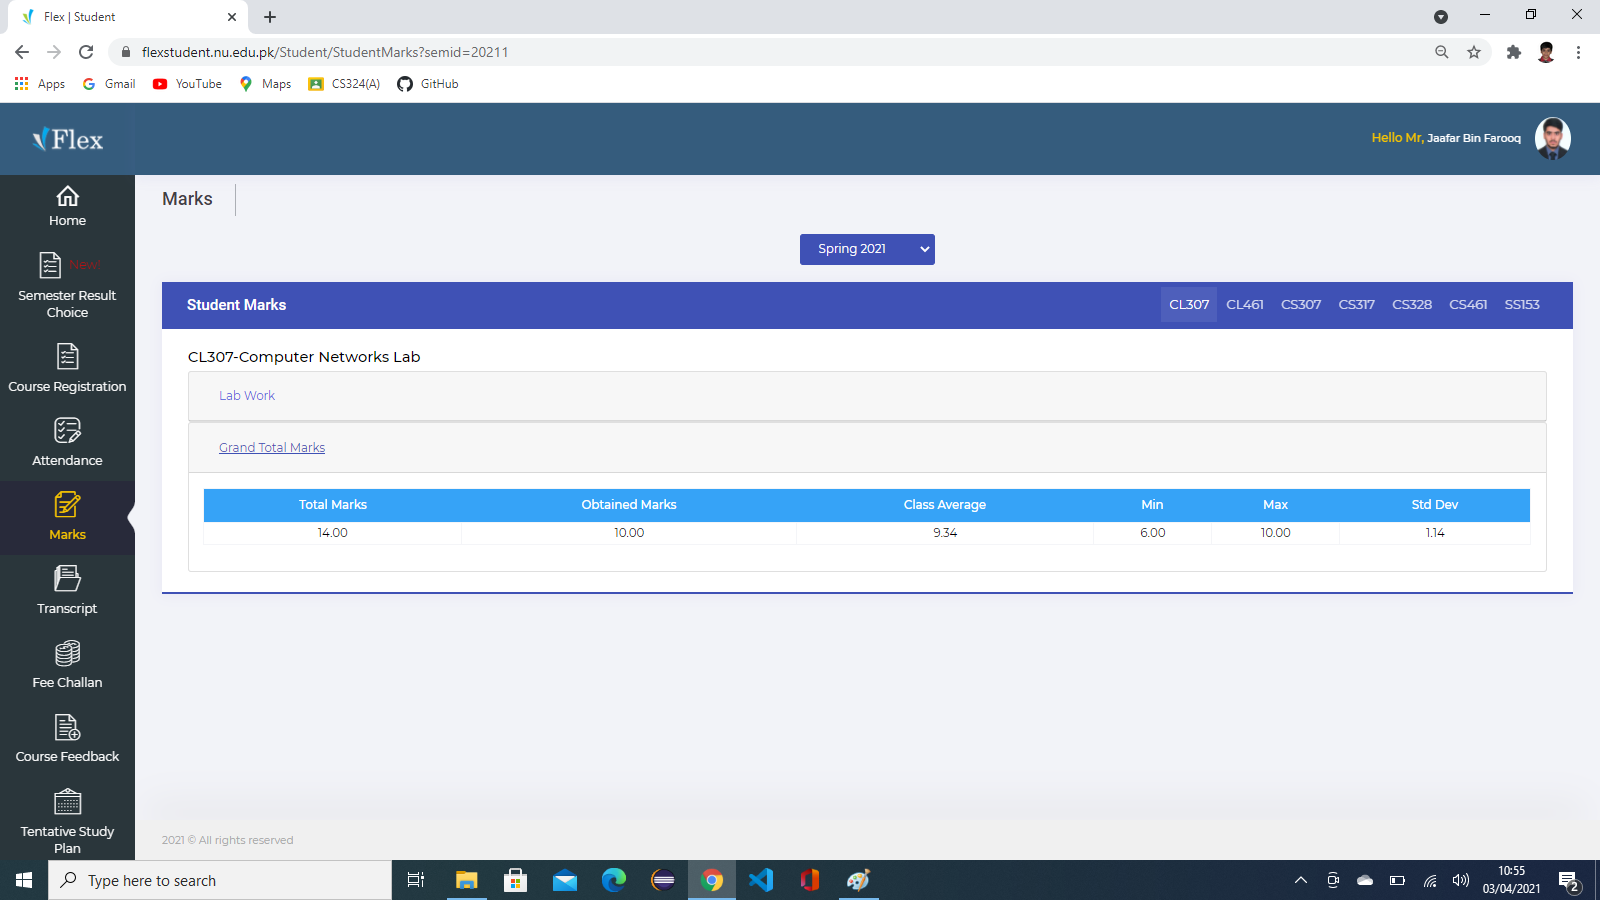 Flex | Student
flexstudent.nu.edu.pk/Student/StudentMarks?semid=20211
Apps Gmail YouTube Maps CS324(A) GitHub
Flex
Hello Mr, Jaafar Bin Farooq
Home
New!
Semester Result
Choice
Course Registration
Attendance
Marks
Transcript
Fee Challan
Course Feedback
Tentative Study
Plan
Marks
Spring 2021
Student Marks
CL307 CL461 CS307 CS317 CS328 CS461 SS153
CL307-Computer Networks Lab
Lab Work
Grand Total Marks
Total Marks Obtained Marks Class Average Min Max Std Dev
14.00 10.00 9.34 6.00 10.00 1.14
2021 © All rights reserved
Type here to search
10:55
03/04/2021
2